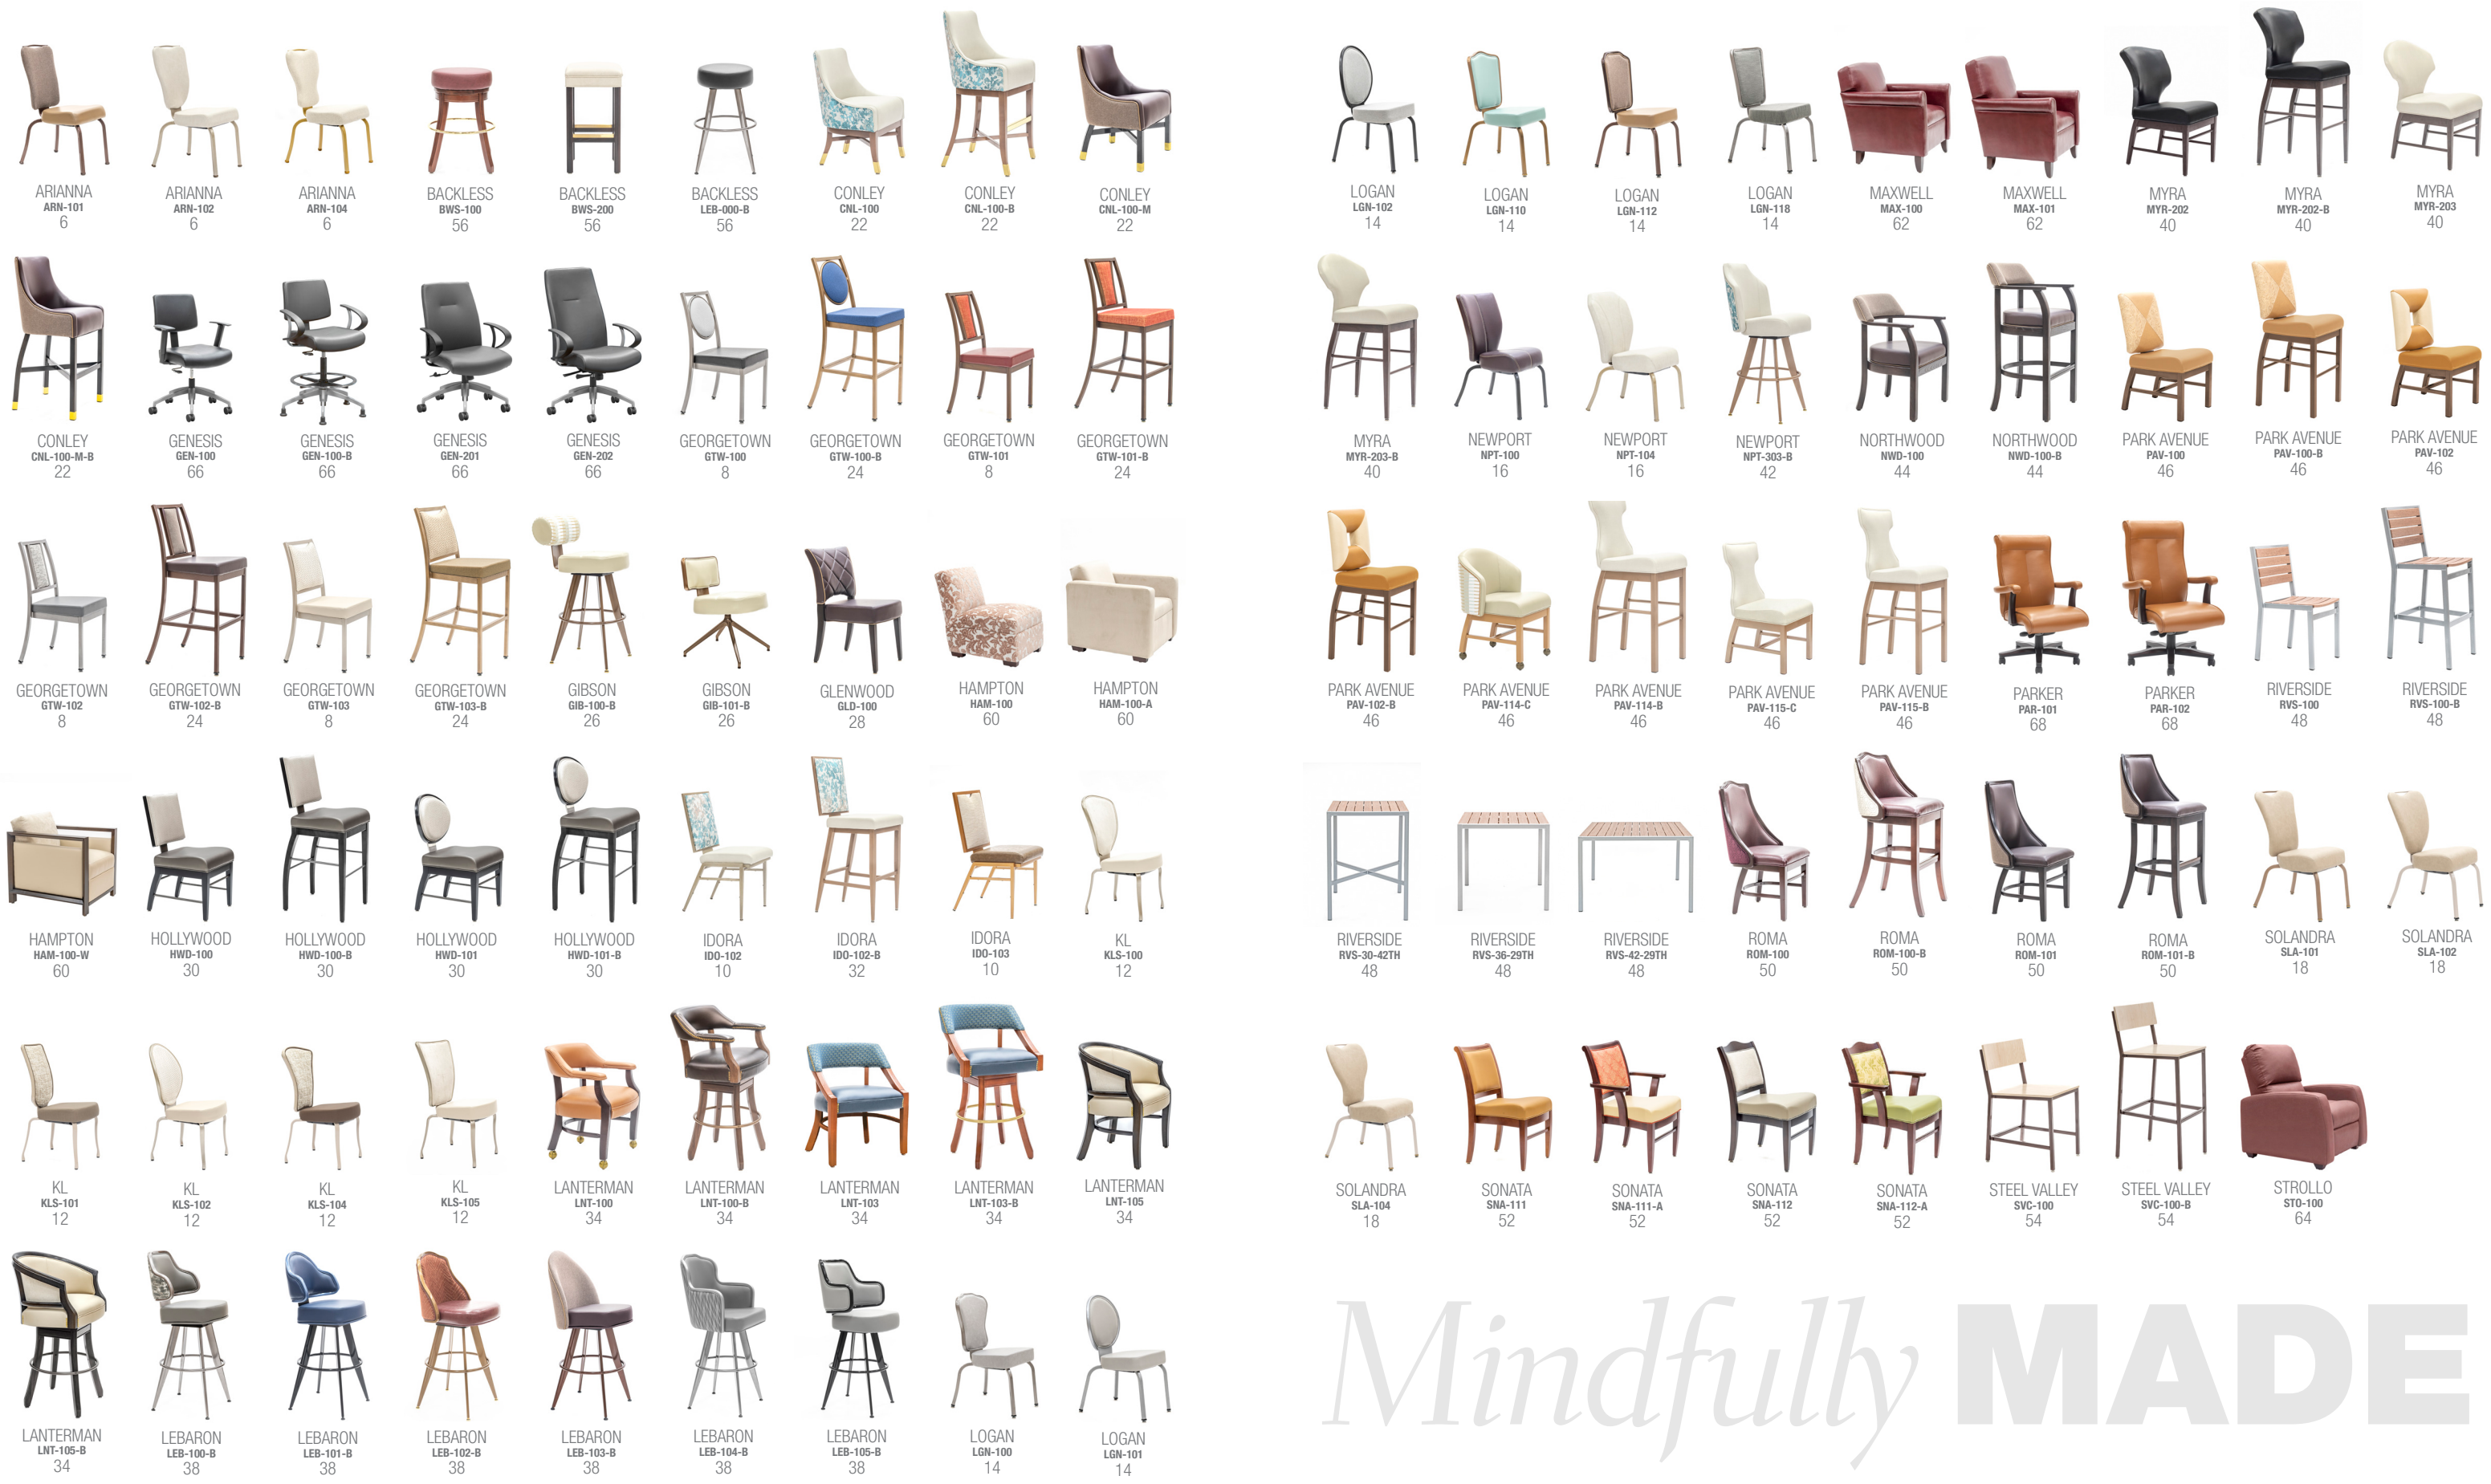 ARIANNA
ARN-101
6
ARIANNA
ARN-102
6
ARIANNA
ARN-104
6
BACKLESS
BWS-100
56
BACKLESS
BWS-200
56
BACKLESS
LEB-000-B
56
CONLEY
CNL-100
22
CONLEY
CNL-100-B
22
CONLEY
CNL-100-M
22
CONLEY
CNL-100-M-B
22
GENESIS
GEN-100
66
GENESIS
GEN-100-B
66
GENESIS
GEN-201
66
GENESIS
GEN-202
66
GEORGETOWN
GTW-100
8
GEORGETOWN
GTW-100-B
24
GEORGETOWN
GTW-101
8
GEORGETOWN
GTW-101-B
24
GEORGETOWN
GTW-102
8
GEORGETOWN
GTW-102-B
24
GEORGETOWN
GTW-103
8
GEORGETOWN
GTW-103-B
24
GIBSON
GIB-100-B
26
GIBSON
GIB-101-B
26
GLENWOOD
GLD-100
28
HAMPTON
HAM-100
60
HAMPTON
HAM-100-A
60
HAMPTON
HAM-100-W
60
HOLLYWOOD
HWD-100
30
HOLLYWOOD
HWD-100-B
30
HOLLYWOOD
HWD-101
30
HOLLYWOOD
HWD-101-B
30
IDORA
IDO-102
10
IDORA
IDO-102-B
32
IDORA
IDO-103
10
KL
KLS-100
12
KL
KLS-101
12
KL
KLS-102
12
KL
KLS-104
12
KL
KLS-105
12
LANTERMAN
LNT-100
34
LANTERMAN
LNT-100-B
34
LANTERMAN
LNT-103
34
LANTERMAN
LNT-103-B
34
LANTERMAN
LNT-105
34
LANTERMAN
LNT-105-B
34
LEBARON
LEB-100-B
38
LEBARON
LEB-101-B
38
LEBARON
LEB-102-B
38
LEBARON
LEB-103-B
38
LEBARON
LEB-104-B
38
LEBARON
LEB-105-B
38
LOGAN
LGN-100
14
LOGAN
LGN-101
14
LOGAN
LGN-102
14
LOGAN
LGN-110
14
LOGAN
LGN-112
14
LOGAN
LGN-118
14
MAXWELL
MAX-100
62
MAXWELL
MAX-101
62
MYRA
MYR-202
40
MYRA
MYR-202-B
40
MYRA
MYR-203
40
MYRA
MYR-203-B
40
NEWPORT
NPT-100
16
NEWPORT
NPT-104
16
NEWPORT
NPT-303-B
42
NORTHWOOD
NWD-100
44
NORTHWOOD
NWD-100-B
44
PARK AVENUE
PAV-100
46
PARK AVENUE
PAV-100-B
46
PARK AVENUE
PAV-102
46
PARK AVENUE
PAV-102-B
46
PARK AVENUE
PAV-114-C
46
PARK AVENUE
PAV-114-B
46
PARK AVENUE
PAV-115-C
46
PARK AVENUE
PAV-115-B
46
PARKER
PAR-101
68
PARKER
PAR-102
68
RIVERSIDE
RVS-100
48
RIVERSIDE
RVS-100-B
48
RIVERSIDE
RVS-30-42TH
48
RIVERSIDE
RVS-36-29TH
48
RIVERSIDE
RVS-42-29TH
48
ROMA
ROM-100
50
ROMA
ROM-100-B
50
ROMA
ROM-101
50
ROMA
ROM-101-B
50
SOLANDRA
SLA-101
18
SOLANDRA
SLA-102
18
SOLANDRA
SLA-104
18
SONATA
SNA-111
52
SONATA
SNA-111-A
52
SONATA
SNA-112
52
SONATA
SNA-112-A
52
STEEL VALLEY
SVC-100
54
STEEL VALLEY
SVC-100-B
54
STROLLO
STO-100
64
Mindfully MADE